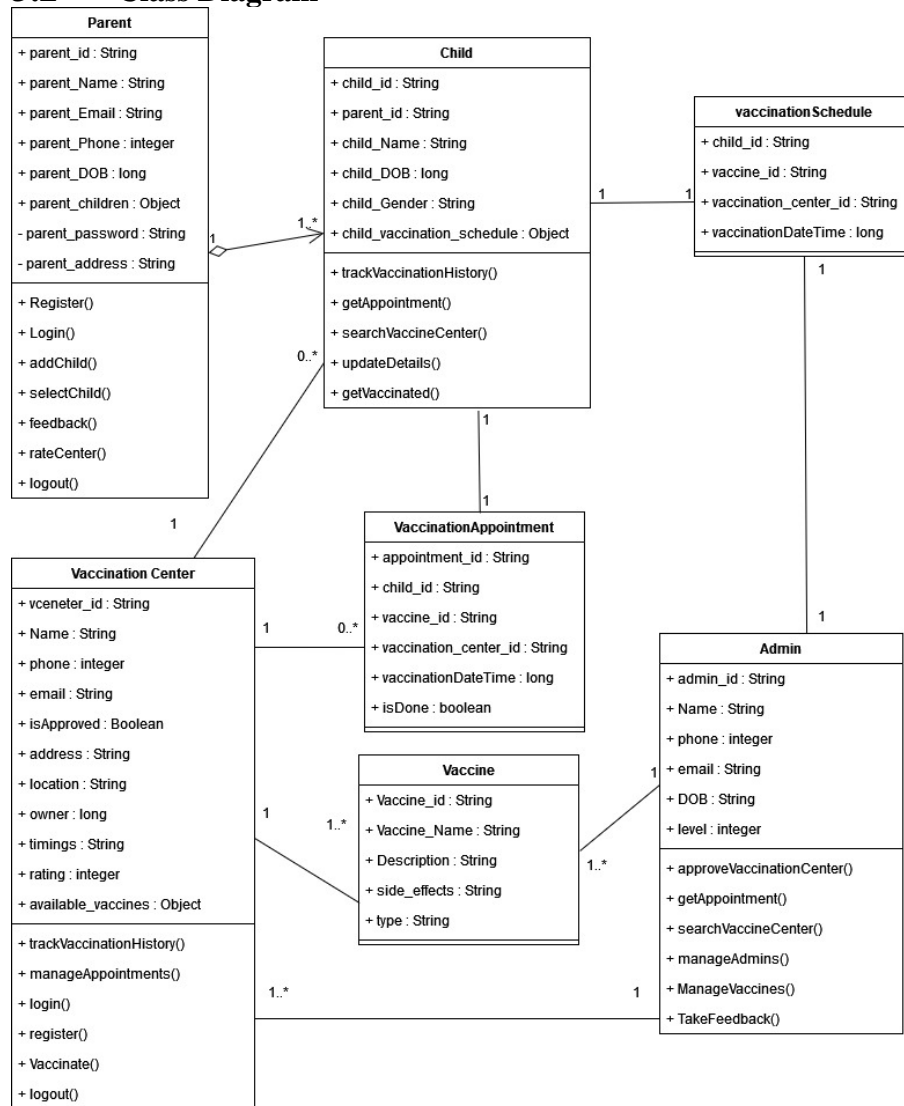 5.2 Class Diagram
Parent
+ parent_id : String
+ parent_Name : String
+ parent_Email : String
+ parent_Phone : integer
+ parent_DOB : long
+ parent_children : Object
- parent_password : String
- parent_address : String
+ Register()
+ Login()
+ addChild()
+ selectChild()
+ feedback()
+ rateCenter()
+ logout()
1
1..*
Child
+ child_id : String
+ parent_id : String
+ child_Name : String
+ child_DOB : long
+ child_Gender : String
+ child_vaccination_schedule : Object
+ trackVaccinationHistory()
+ getAppointment()
+ searchVaccineCenter()
+ updateDetails()
+ getVaccinated()
1
1
vaccinationSchedule
+ child_id : String
+ vaccine_id : String
+ vaccination_center_id : String
+ vaccinationDateTime : long
1
1
0..*
1
1
1
Vaccination Center
+ vceneter_id : String
+ Name : String
+ phone : integer
+ email : String
+ isApproved : Boolean
+ address : String
+ location : String
+ owner : long
+ timings : String
+ rating : integer
+ available_vaccines : Object
+ trackVaccinationHistory()
+ manageAppointments()
+ login()
+ register()
+ Vaccinate()
+ logout()
1
0..*
VaccinationAppointment
+ appointment_id : String
+ child_id : String
+ vaccine_id : String
+ vaccination_center_id : String
+ vaccinationDateTime : long
+ isDone : boolean
1
1..*
Vaccine
+ Vaccine_id : String
+ Vaccine_Name : String
+ Description : String
+ side_effects : String
+ type : String
1
1..*
Admin
+ admin_id : String
+ Name : String
+ phone : integer
+ email : String
+ DOB : String
+ level : integer
+ approveVaccinationCenter()
+ getAppointment()
+ searchVaccineCenter()
+ manageAdmins()
+ ManageVaccines()
+ TakeFeedback()
1..*
1